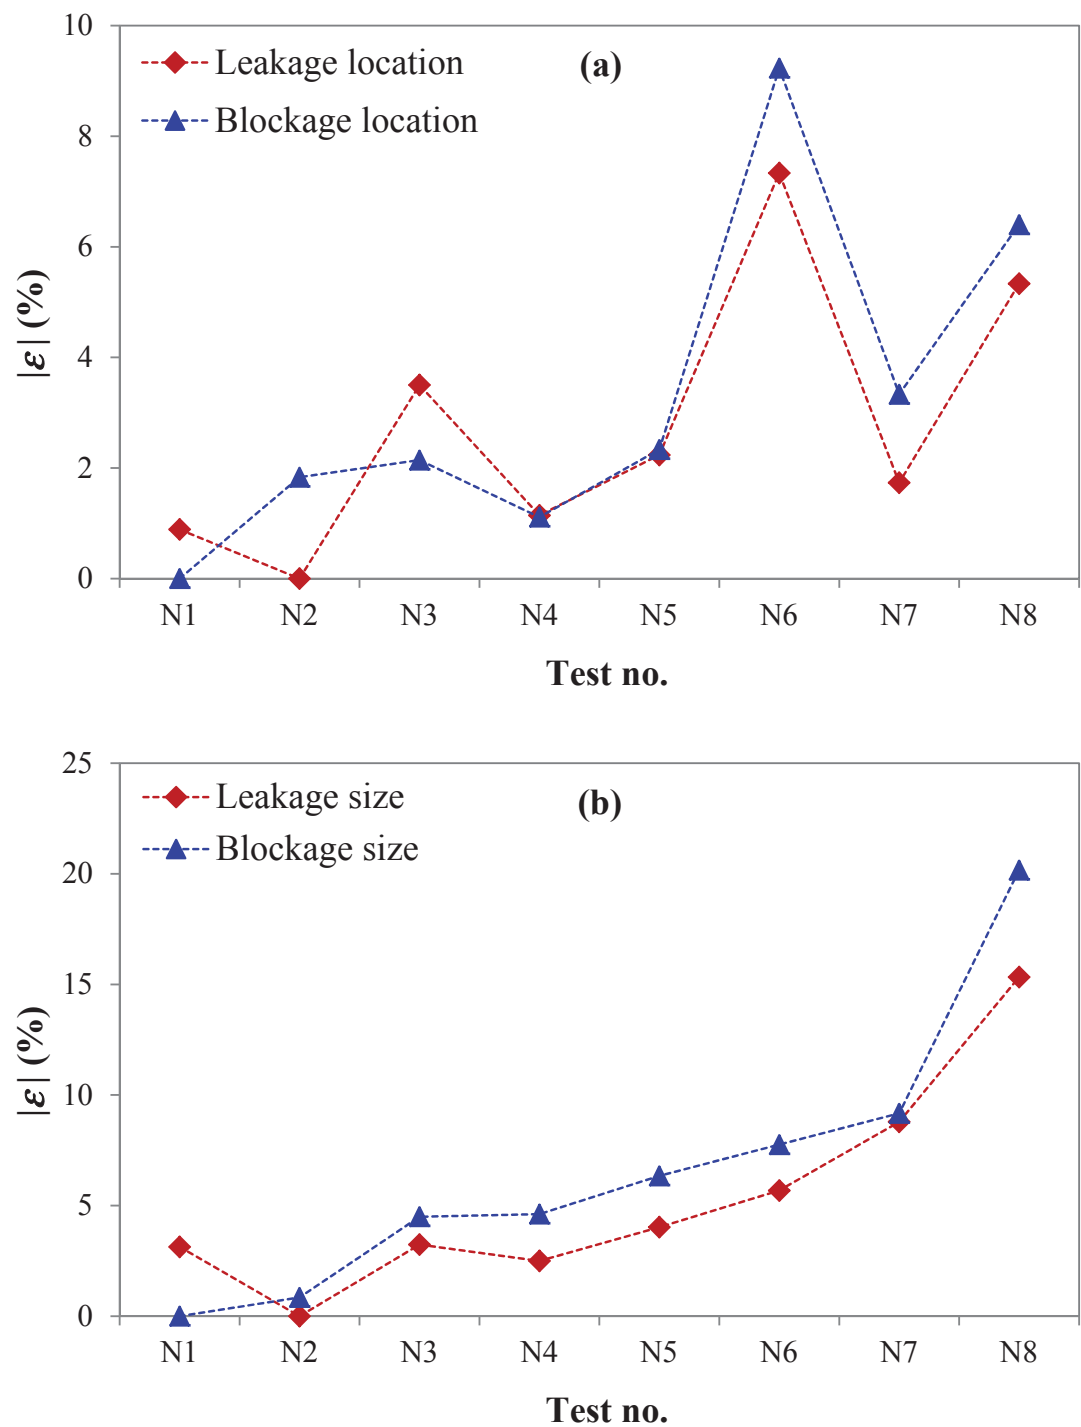 10
8
6
4
2
0
|ε| (%)
Leakage location
Blockage location
(a)
N1 N2 N3 N4 N5 N6 N7 N8
Test no.
25
20
15
10
5
0
|ε| (%)
Leakage size
Blockage size
(b)
N1 N2 N3 N4 N5 N6 N7 N8
Test no.